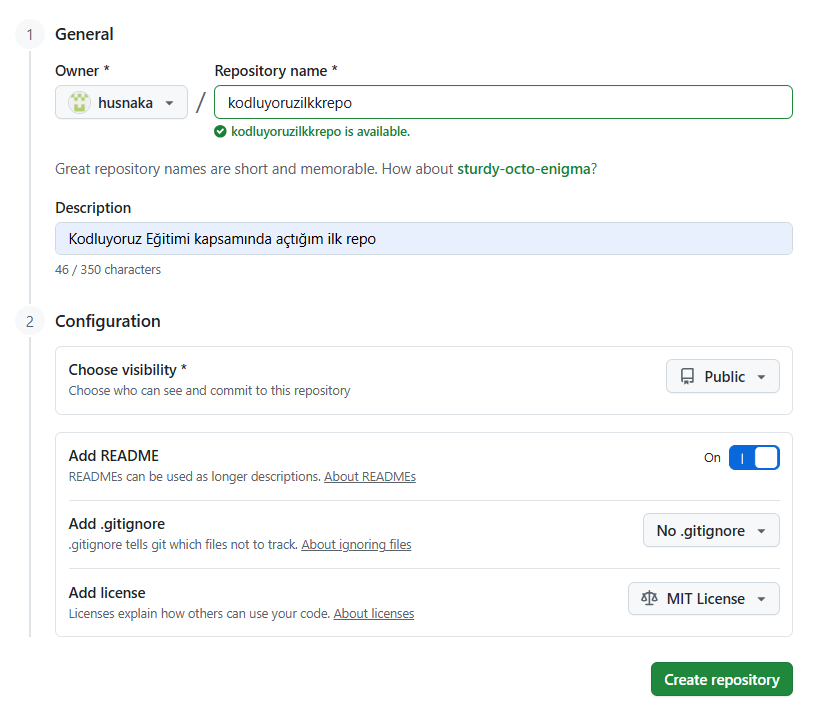 1 General
Owner * Repository name *
husnaka / kodluyoruzilkkrepo
kodluyoruzilkkrepo is available.
Great repository names are short and memorable. How about sturdy-octo-enigma?
Description
Kodluyoruz Eğitimi kapsamında açtığım ilk repo
46 / 350 characters
2 Configuration
Choose visibility *
Choose who can see and commit to this repository
Public
Add README
READMEs can be used as longer descriptions. About READMEs
On
Add .gitignore
.gitignore tells git which files not to track. About ignoring files
No .gitignore
Add license
Licenses explain how others can use your code. About licenses
MIT License
Create repository